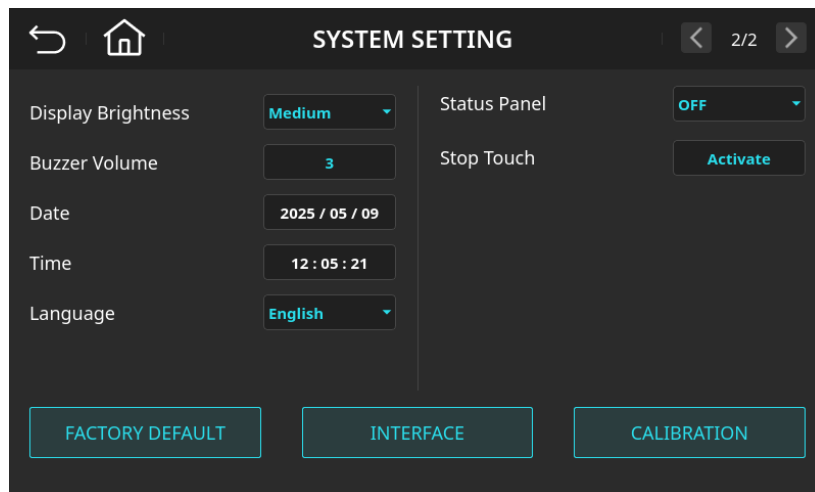 SYSTEM SETTING
2/2
Display Brightness
Medium
Buzzer Volume
3
Date
2025 / 05 / 09
Time
12 : 05 : 21
Language
English
Status Panel
OFF
Stop Touch
Activate
FACTORY DEFAULT
INTERFACE
CALIBRATION